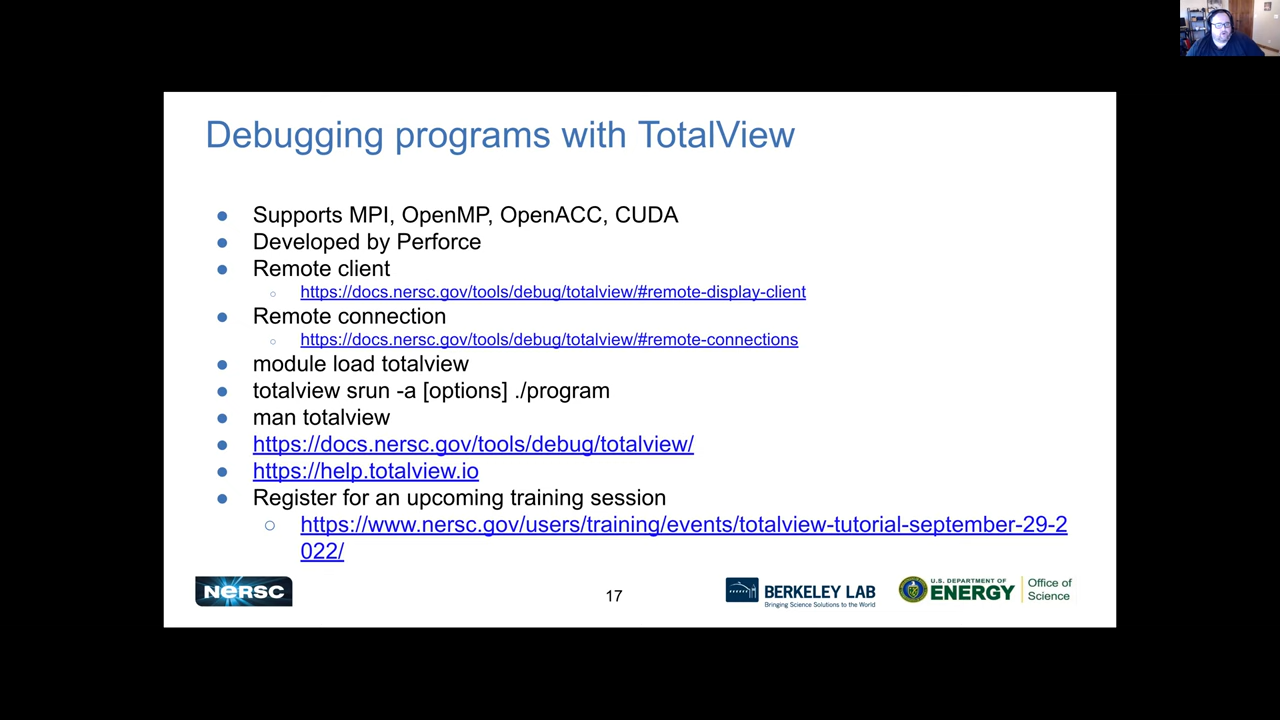 Debugging programs with TotalView
● Supports MPI, OpenMP, OpenACC, CUDA
● Developed by Perforce
● Remote client
○ https://docs.nersc.gov/tools/debug/totalview/#remote-display-client
● Remote connection
○ https://docs.nersc.gov/tools/debug/totalview/#remote-connections
● module load totalview
● totalview srun -a [options] ./program
● man totalview
● https://docs.nersc.gov/tools/debug/totalview/
● https://help.totalview.io
● Register for an upcoming training session
○ https://www.nersc.gov/users/training/events/totalview-tutorial-september-29-2
022/
NERSC
17
BERKELEY LAB
Bringing Science Solutions to the World
U.S. DEPARTMENT OF
ENERGY
Office of
Science